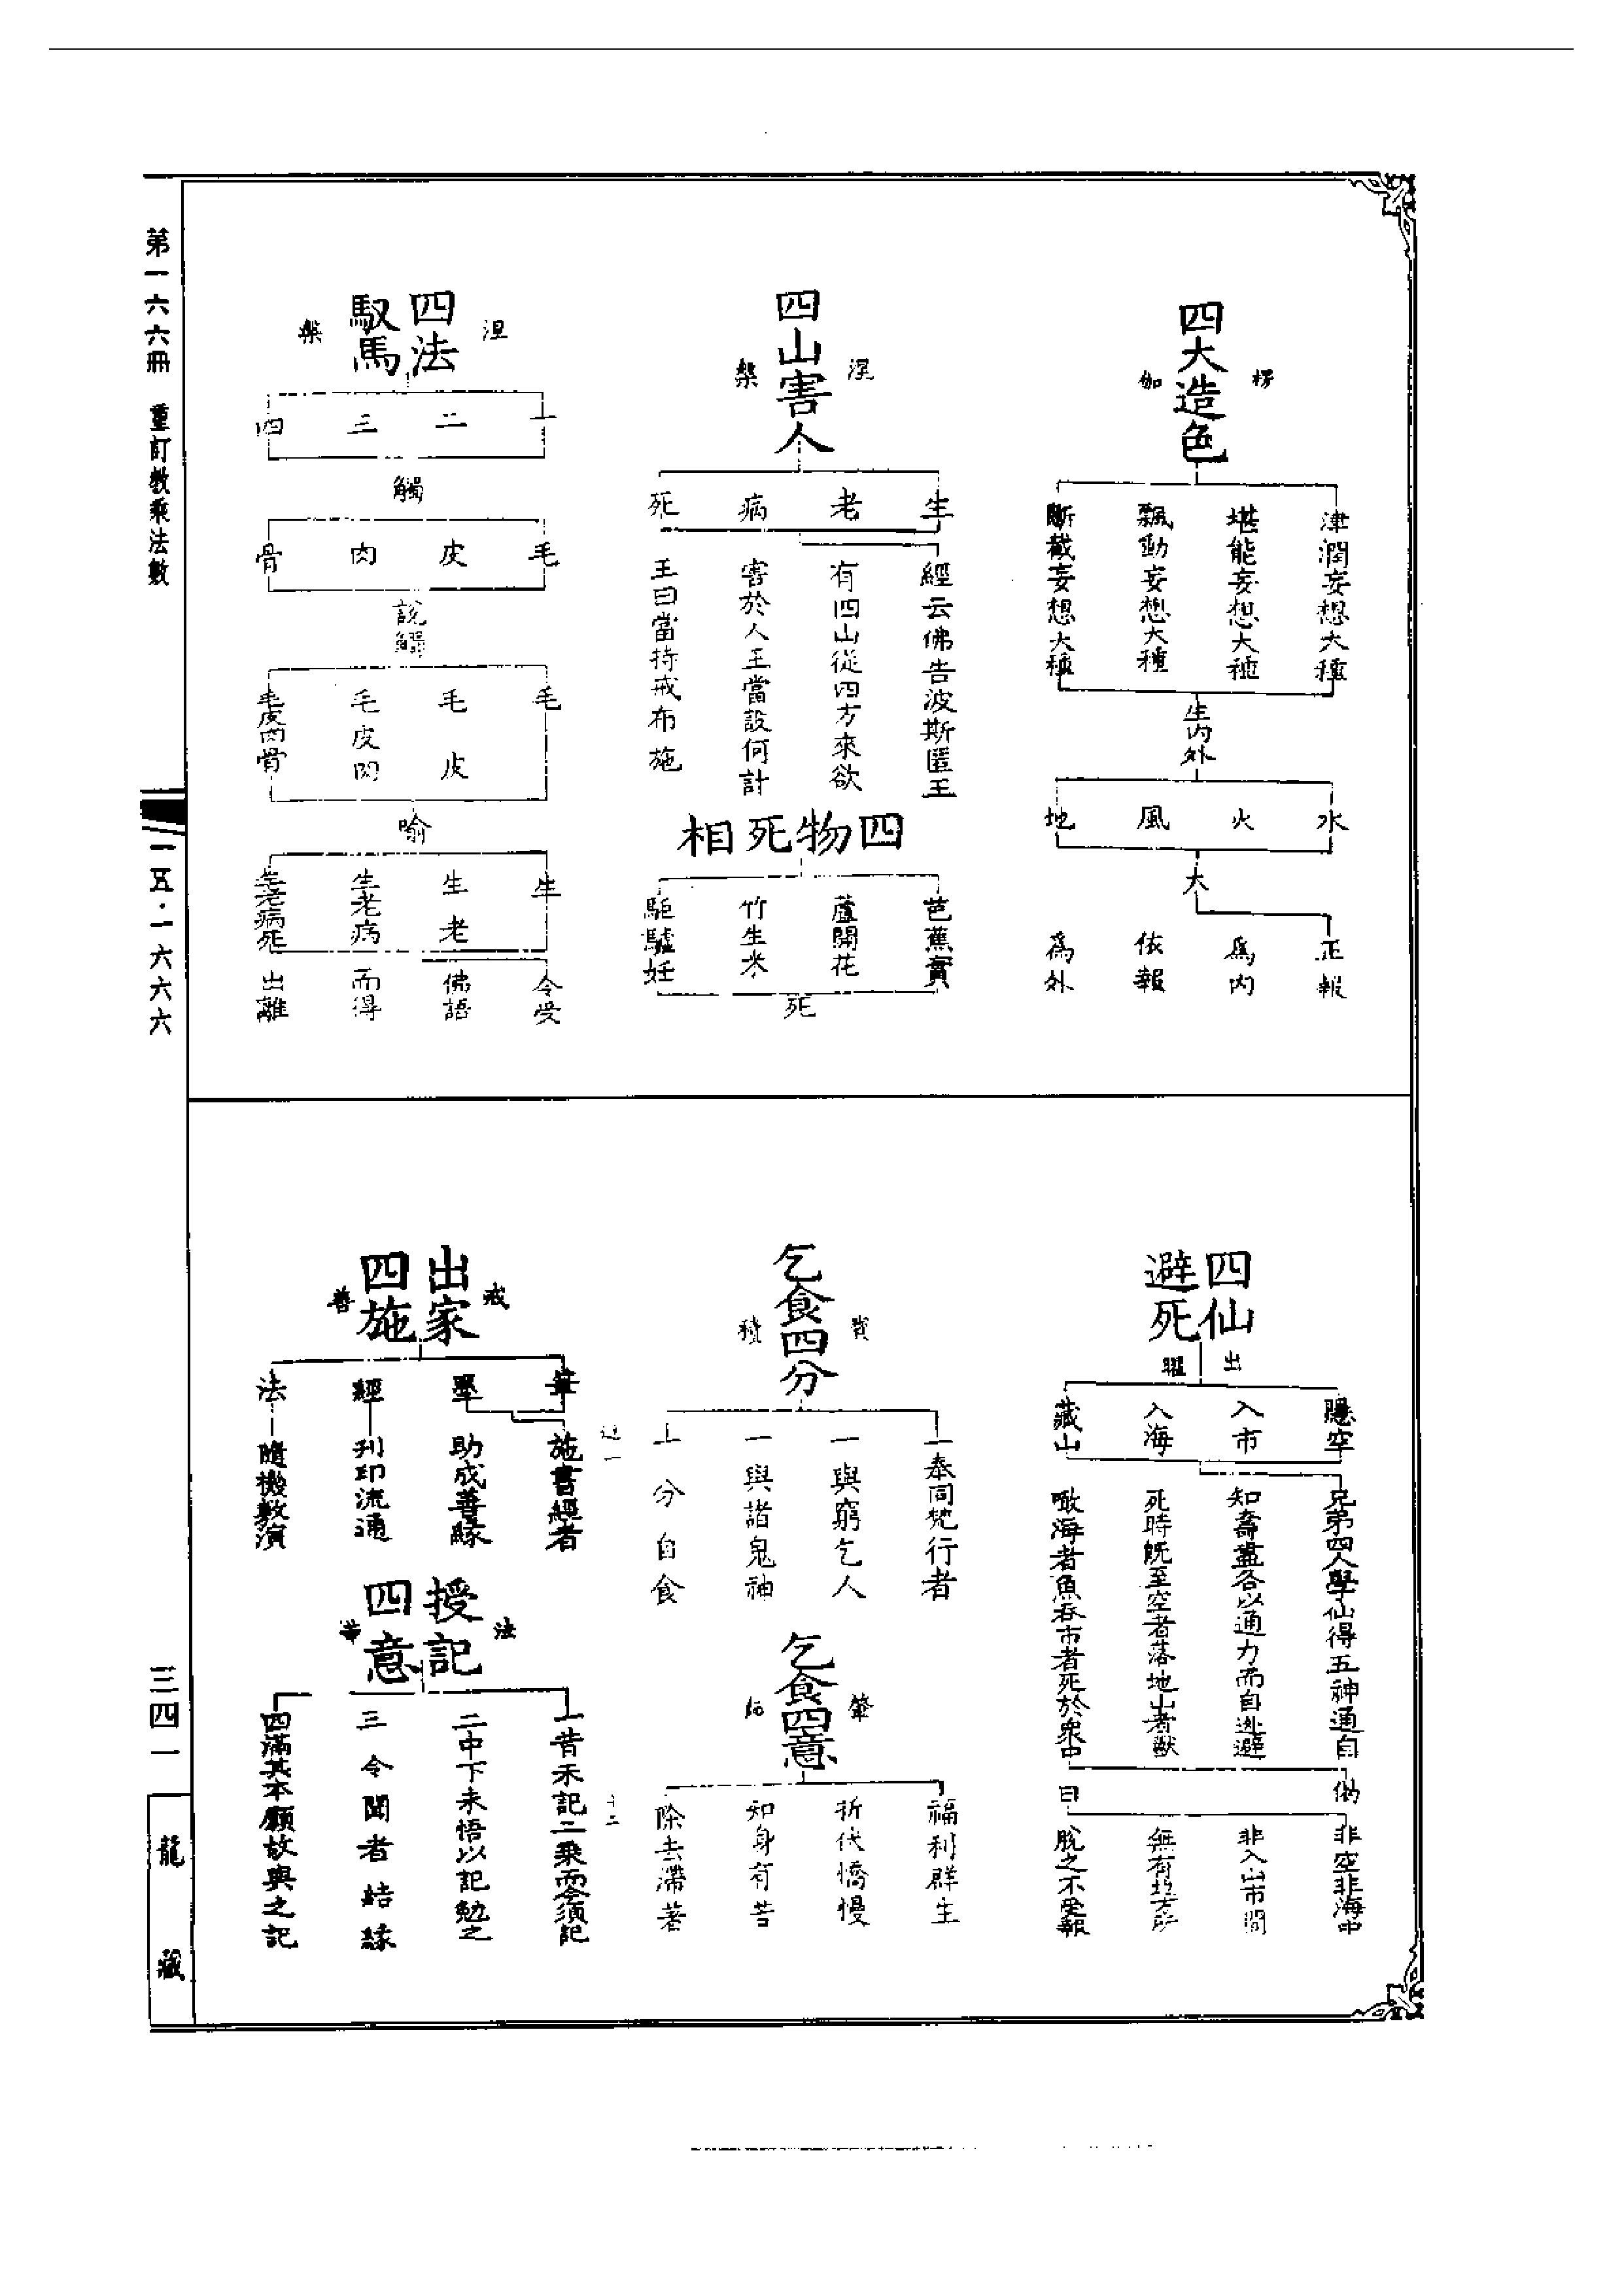 四大造色
楞
伽
津潤妄想大種
堪能妄想大種
飄動妄想大種
斷截妄想大種
生內外
水
火
風
地
大
正報
為內
依報
為外
四山害人
涅
槃
生
老
病
死
經云佛告波斯匿王
有四山從四方來欲
害於人王當設何計
王曰當持戒布施
四物死相
芭蕉實
蘆開花
竹生米
駏驉妊
死
四法
馭馬
涅
槃
一
二
三
四
觸
毛
皮
肉
骨
說觸
毛
毛皮
毛皮肉
毛皮肉骨
喻
生
生老
生老病
生老病死
令受
佛語
而得
出離
四仙
避死
出
曜
隱空
入市
入海
藏山
兄弟四人學仙得五神通自
知壽盡各以通力而自逃避
死時既至空者落地山者獸
噉海者魚吞市者死於眾中
偈
曰
非空非海中
非入山市間
無有地方所
脫之不受報
乞食四分
寶
積
一奉同梵行者
一與窮乞人
一與諸鬼神
一分自食
乞食四意
肇
福利群生
折伏憍慢
知身有苦
除去滯著
出家
四施
戒
善
筆
墨
經
法
施書經者
助成善緣
刊印流通
隨機敷演
授記
四意
法
華
一昔未記二乘而今須記
二中下未悟以記勉之
三令聞者結緣
四滿其本願故與之記
第一六六冊 重訂教乘法數
一五·一六六六
三四一
龍藏